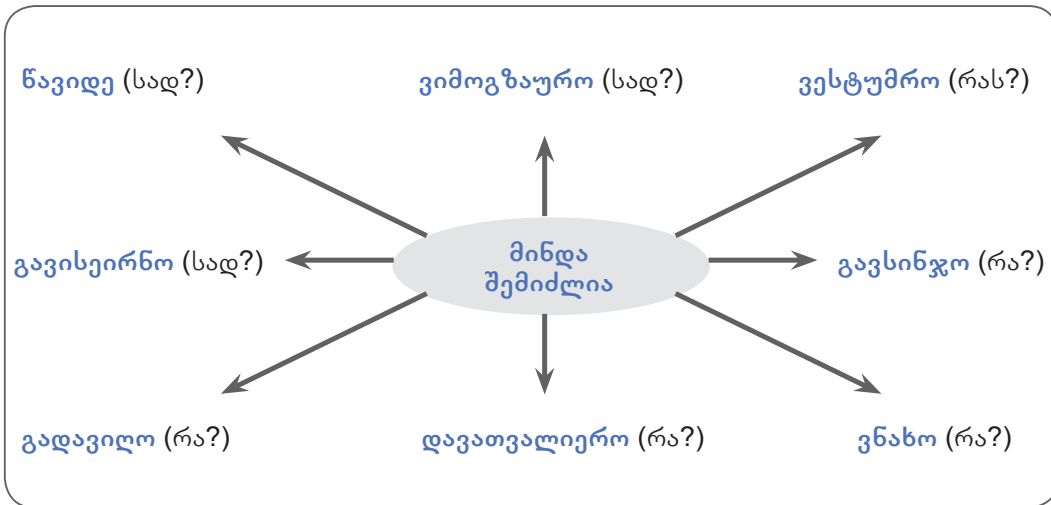 წავიდე (სად?)
ვიმოგზაურო (სად?)
ვესტუმრო (რას?)
გავისეირნო (სად?)
მინდა
შემიძლია
გავსინჯო (რა?)
გადავიღო (რა?)
დავათვალიერო (რა?)
ვნახო (რა?)